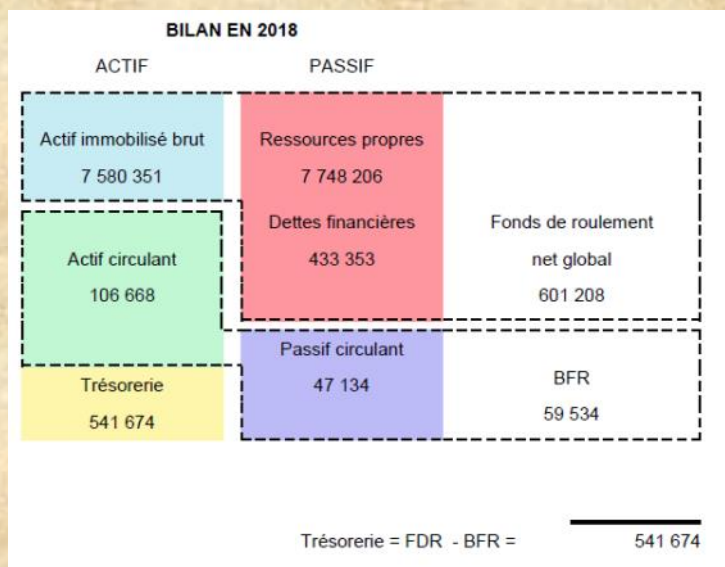 BILAN EN 2018
ACTIF PASSIF
Actif immobilisé brut
7 580 351
Ressources propres
7 748 206
Dettes financières
433 353
Fonds de roulement
net global
601 208
Actif circulant
106 668
Passif circulant
47 134
Trésorerie
541 674
BFR
59 534
Trésorerie = FDR - BFR = 541 674